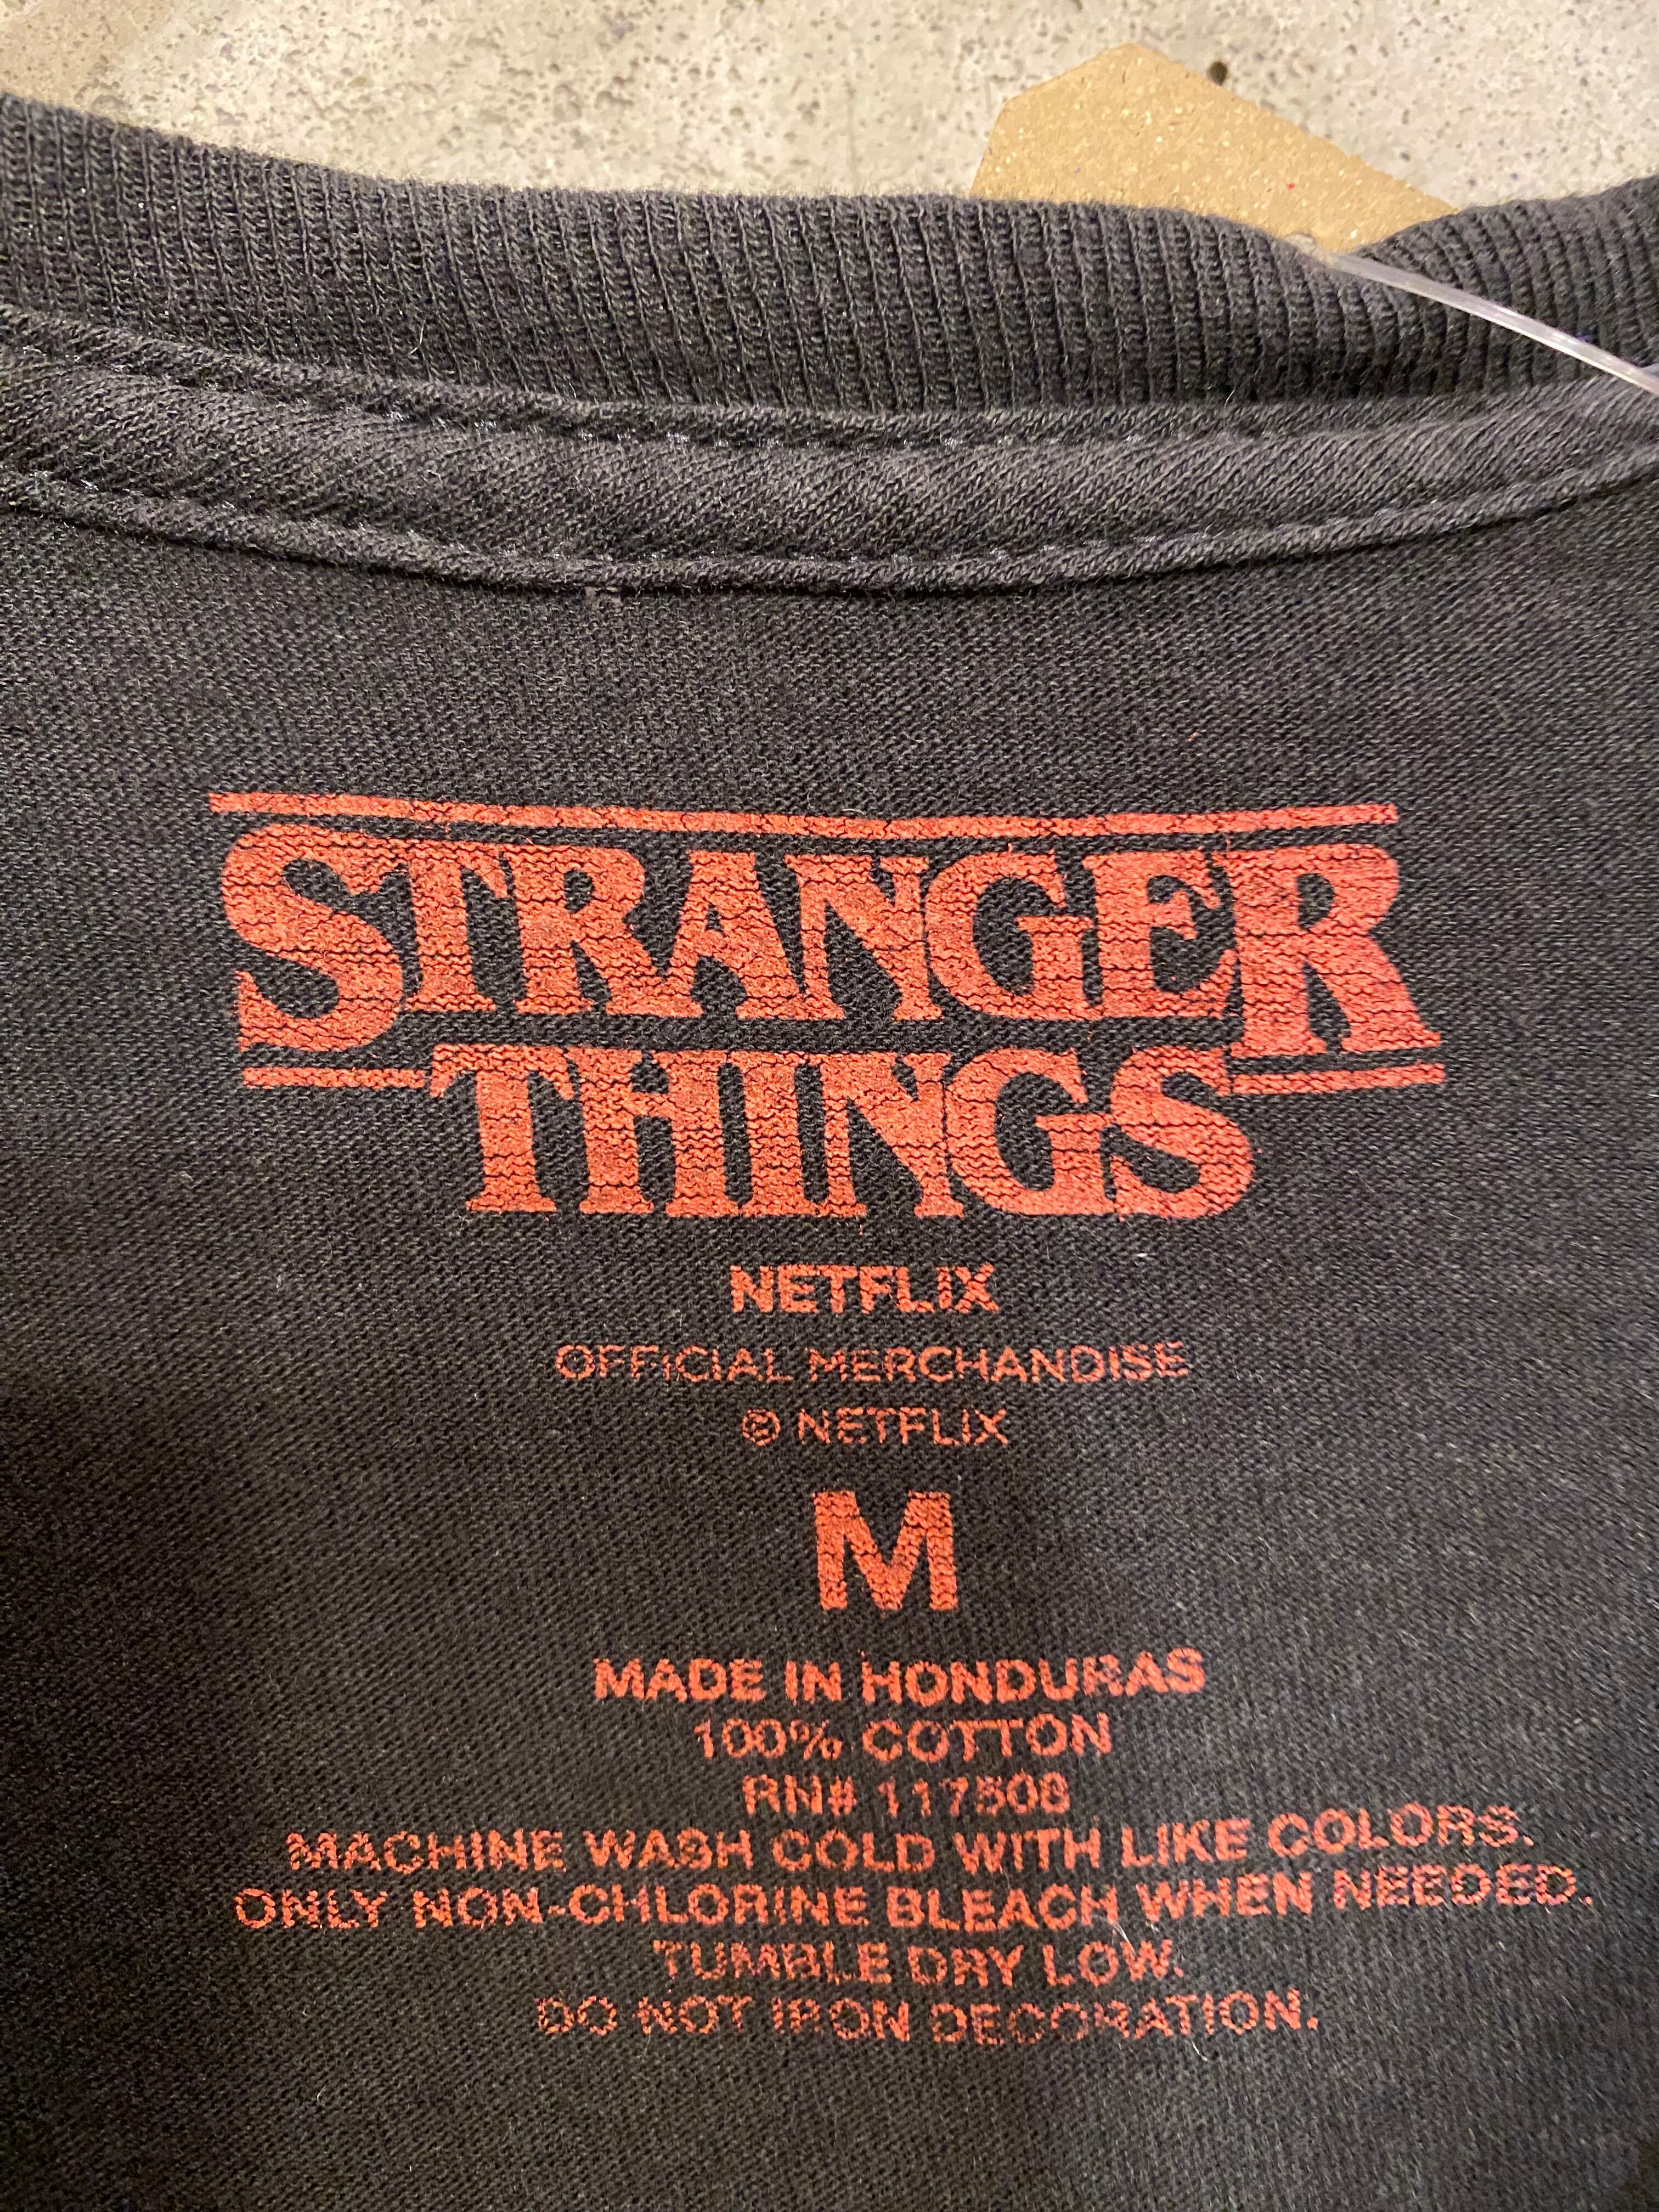 STRANGER
THINGS
NETFLIX
OFFICIAL MERCHANDISE
© NETFLIX
M
MADE IN HONDURAS
100% COTTON
RN# 117508
MACHINE WASH COLD WITH LIKE COLORS.
ONLY NON-CHLORINE BLEACH WHEN NEEDED.
TUMBLE DRY LOW.
DO NOT IRON DECORATION.